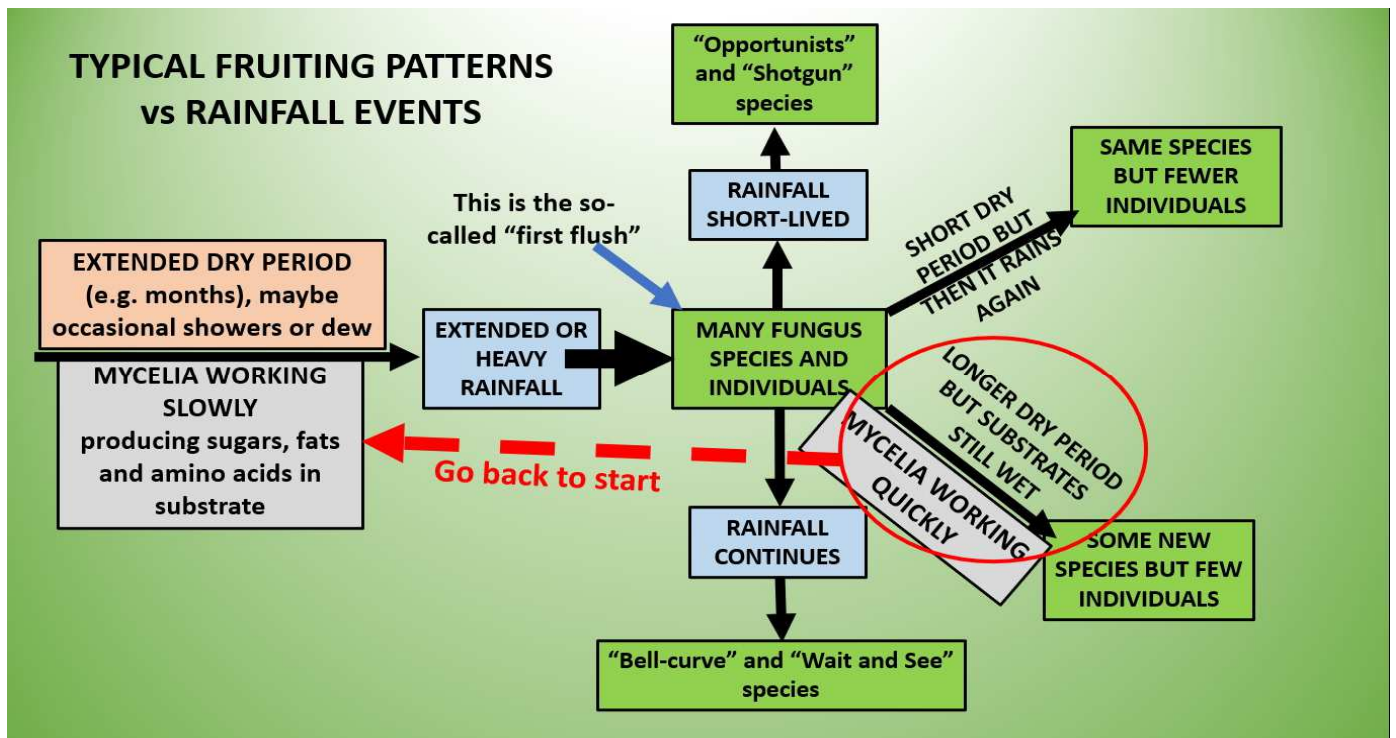 TYPICAL FRUITING PATTERNS
vs RAINFALL EVENTS
“Opportunists”
and “Shotgun”
species
RAINFALL
SHORT-LIVED
This is the so-
called “first flush”
SHORT DRY
PERIOD BUT
THEN IT RAINS
AGAIN
SAME SPECIES
BUT FEWER
INDIVIDUALS
EXTENDED DRY PERIOD
(e.g. months), maybe
occasional showers or dew
MYCELIA WORKING
SLOWLY
producing sugars, fats
and amino acids in
substrate
EXTENDED OR
HEAVY
RAINFALL
MANY FUNGUS
SPECIES AND
INDIVIDUALS
LONGER DRY PERIOD
BUT SUBSTRATES
STILL WET
MYCELIA WORKING
QUICKLY
Go back to start
RAINFALL
CONTINUES
SOME NEW
SPECIES BUT FEW
INDIVIDUALS
“Bell-curve” and “Wait and See”
species